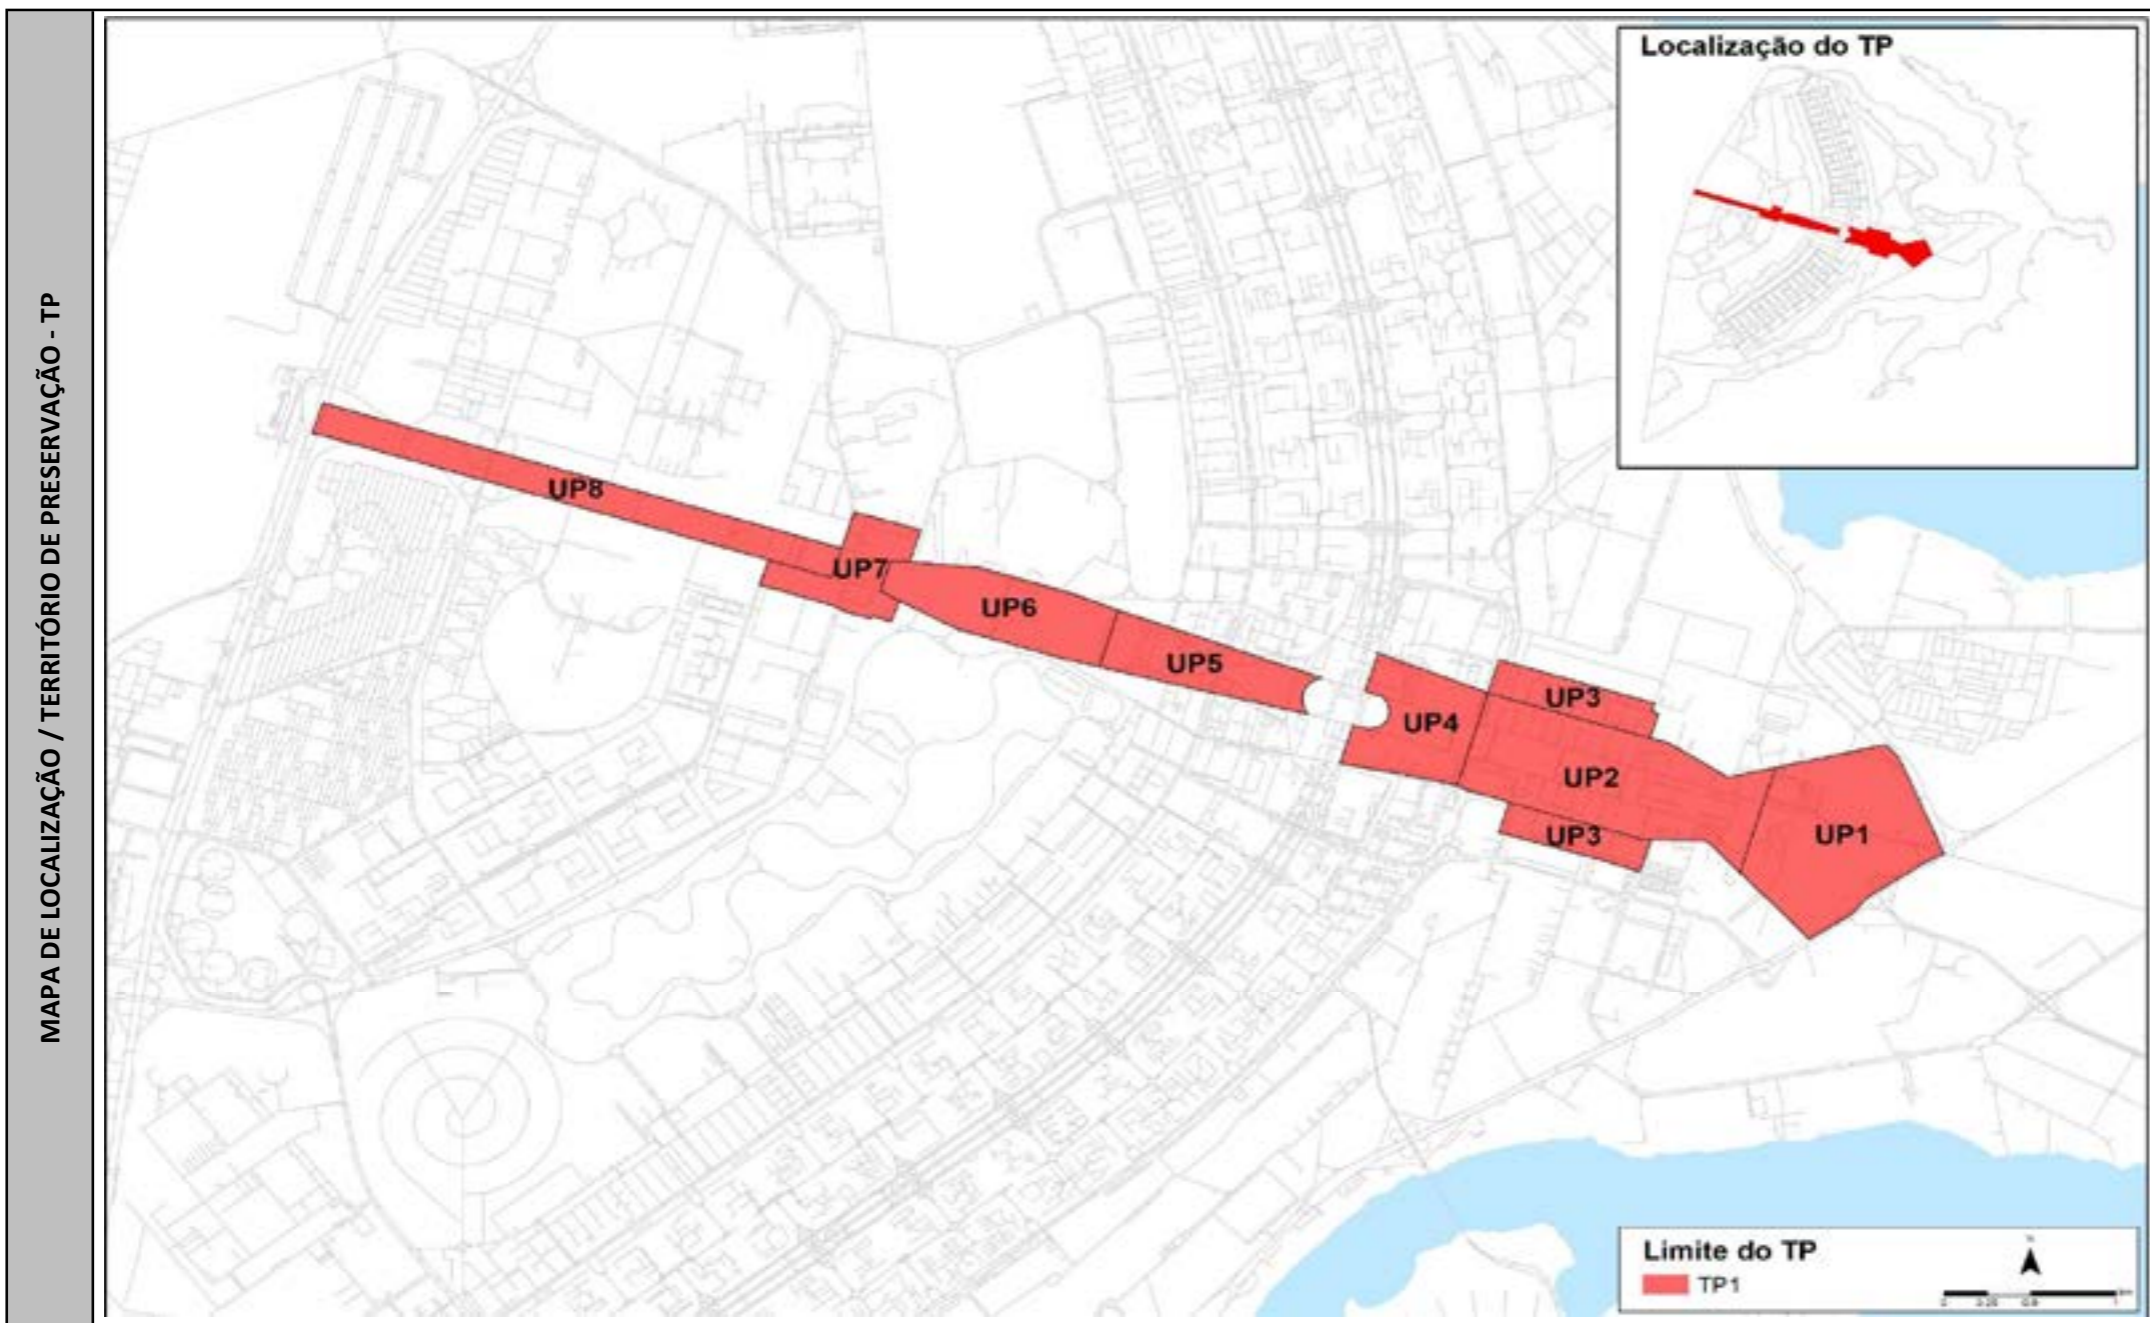 MAPA DE LOCALIZAÇÃO / TERRITÓRIO DE PRESERVAÇÃO - TP
Localização do TP
UP8
UP7
UP6
UP5
UP4
UP3
UP2
UP3
UP1
Limite do TP
TP1